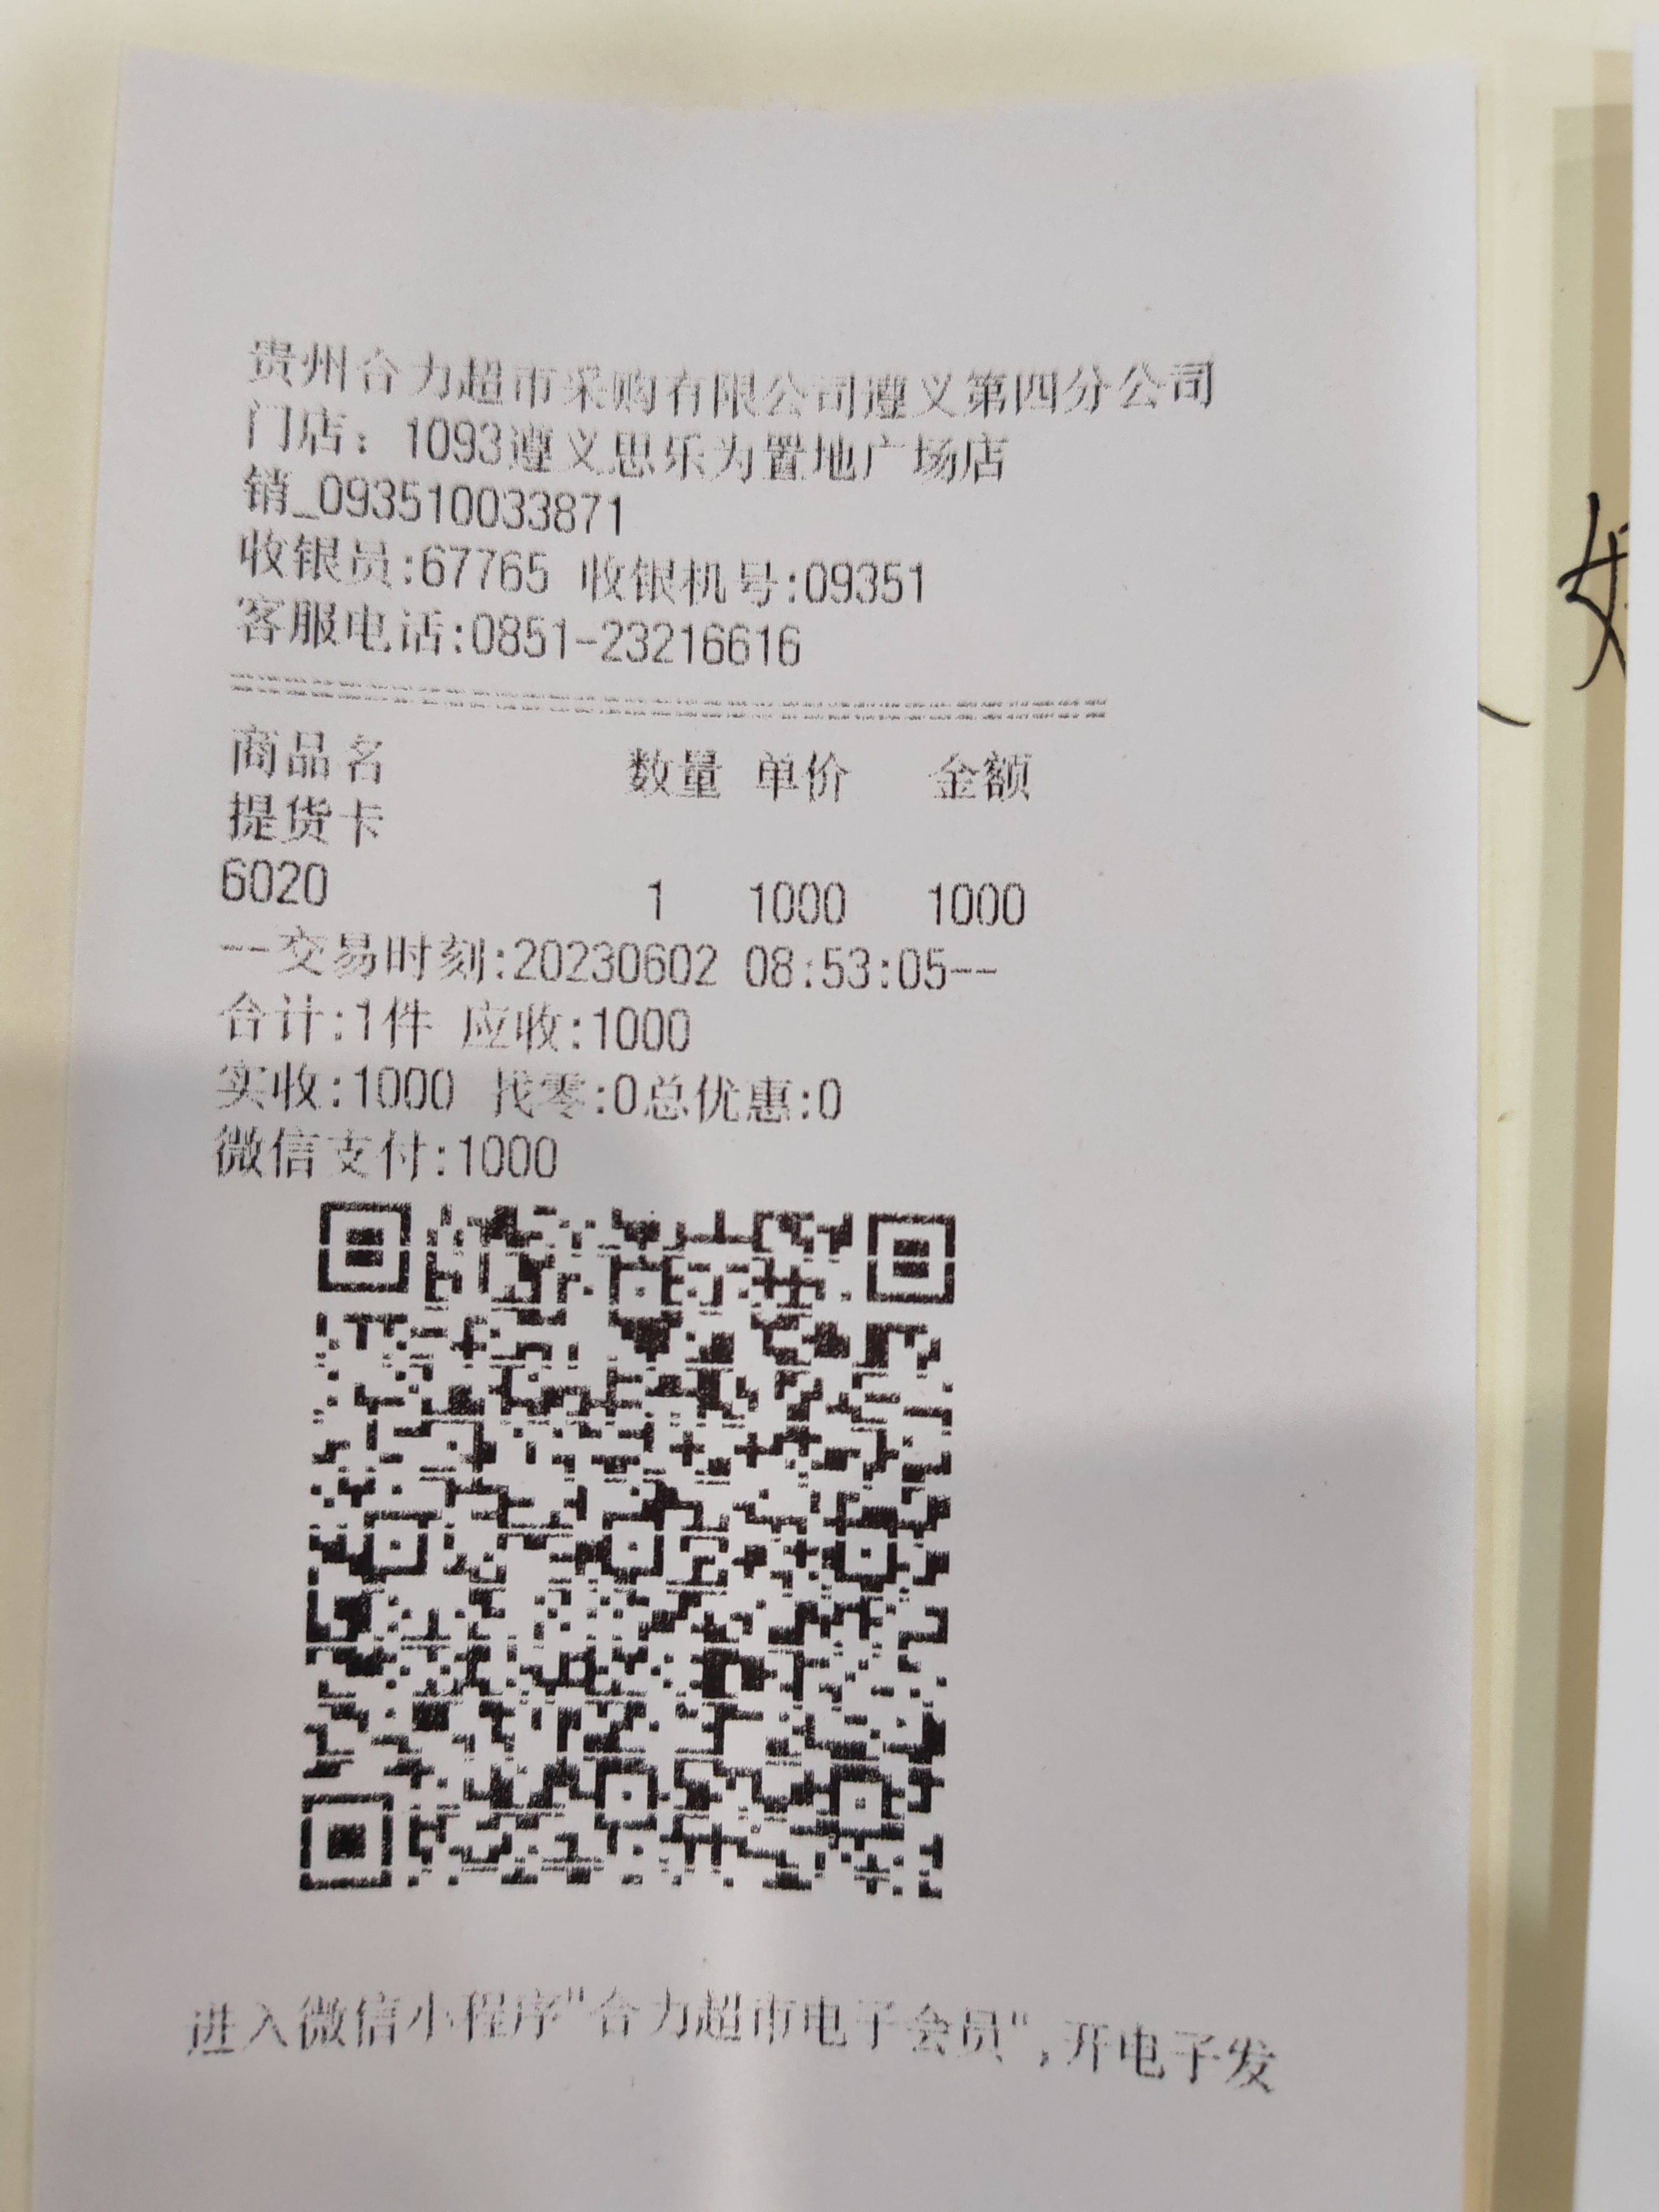 贵州合力超市采购有限公司遵义第四分公司
门店：1093遵义思乐为置地广场店
销_093510033871
收银员:67765 收银机号:09351
客服电话:0851-23216616
商品名 数量 单价 金额
提货卡
6020 1 1000 1000
--交易时刻:20230602 08:53:05--
合计:1件 应收:1000
实收:1000 找零:0总优惠:0
微信支付:1000
进入微信小程序"合力超市电子会员",开电子发